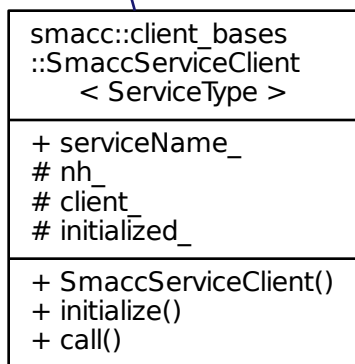 smacc::client_bases
::SmaccServiceClient
< ServiceType >
+ serviceName_
# nh_
# client_
# initialized_
+ SmaccServiceClient()
+ initialize()
+ call()